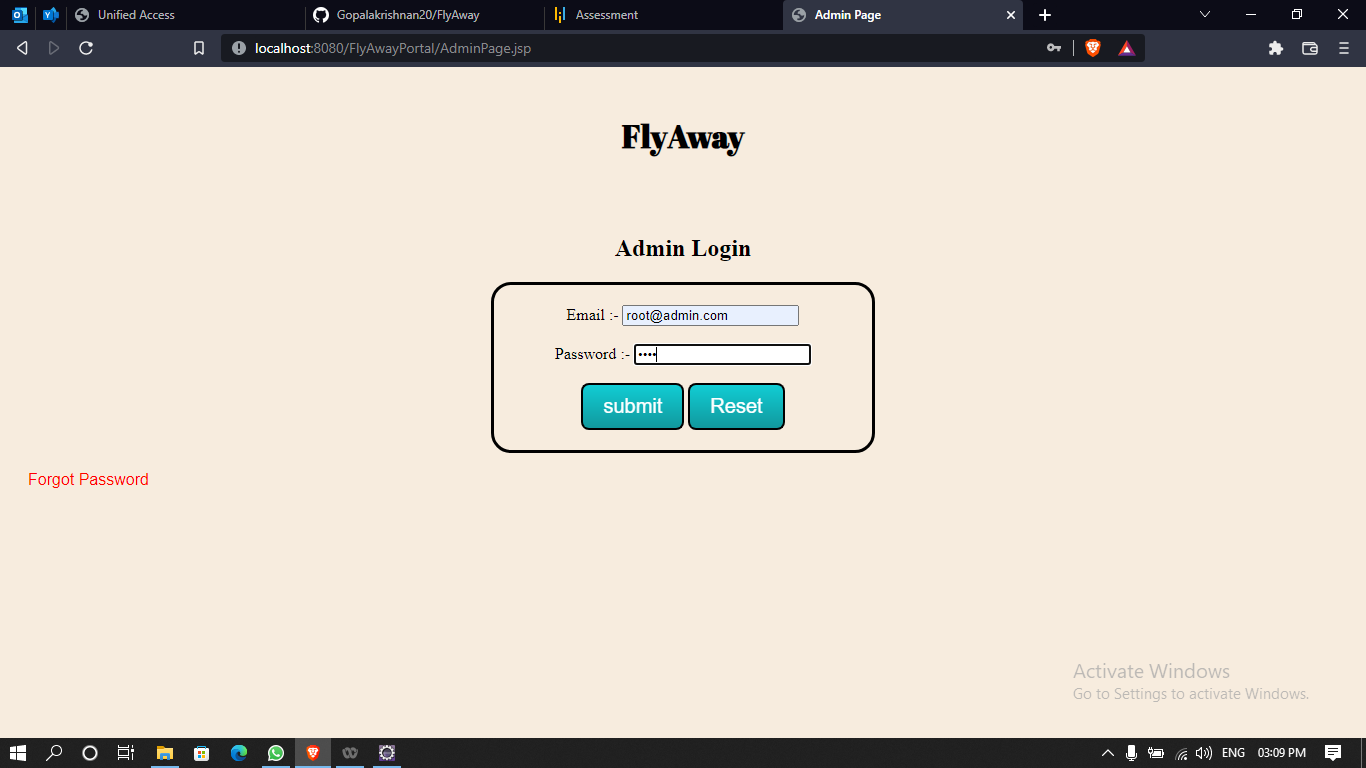 Unified Access
Gopalakrishnan20/FlyAway
Assessment
Admin Page
localhost:8080/FlyAwayPortal/AdminPage.jsp
FlyAway
Admin Login
Email :- root@admin.com
Password :- ••••
submit Reset
Forgot Password
Activate Windows
Go to Settings to activate Windows.
ENG 03:09 PM